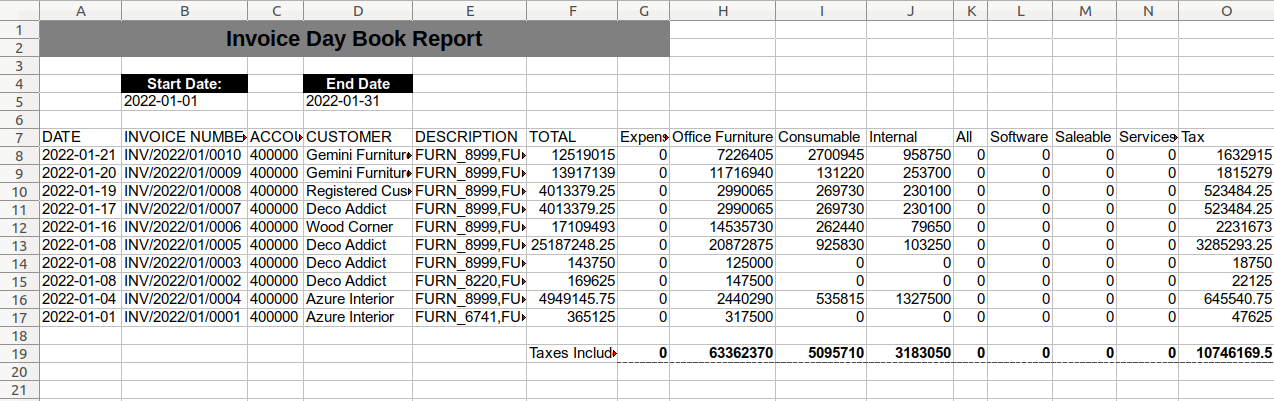 A B C D E F G H I J K L M N O
1 Invoice Day Book Report
2
3
4 Start Date: End Date
5 2022-01-01 2022-01-31
6
7 DATE INVOICE NUMBE ACCOU CUSTOMER DESCRIPTION TOTAL Expens Office Furniture Consumable Internal All Software Saleable Services Tax
8 2022-01-21 INV/2022/01/0010 400000 Gemini Furnitur FURN_8999,FU 12519015 0 7226405 2700945 958750 0 0 0 0 1632915
9 2022-01-20 INV/2022/01/0009 400000 Gemini Furnitur FURN_8999,FU 13917139 0 11716940 131220 253700 0 0 0 0 1815279
10 2022-01-19 INV/2022/01/0008 400000 Registered Cus FURN_8999,FU 4013379.25 0 2990065 269730 230100 0 0 0 0 523484.25
11 2022-01-17 INV/2022/01/0007 400000 Deco Addict FURN_8999,FU 4013379.25 0 2990065 269730 230100 0 0 0 0 523484.25
12 2022-01-16 INV/2022/01/0006 400000 Wood Corner FURN_8999,FU 17109493 0 14535730 262440 79650 0 0 0 0 2231673
13 2022-01-08 INV/2022/01/0005 400000 Deco Addict FURN_8999,FU 25187248.25 0 20872875 925830 103250 0 0 0 0 3285293.25
14 2022-01-08 INV/2022/01/0003 400000 Deco Addict FURN_8999,FU 143750 0 125000 0 0 0 0 0 0 18750
15 2022-01-08 INV/2022/01/0002 400000 Deco Addict FURN_8220,FU 169625 0 147500 0 0 0 0 0 0 22125
16 2022-01-04 INV/2022/01/0004 400000 Azure Interior FURN_8999,FU 4949145.75 0 2440290 535815 1327500 0 0 0 0 645540.75
17 2022-01-01 INV/2022/01/0001 400000 Azure Interior FURN_6741,FU 365125 0 317500 0 0 0 0 0 0 47625
18
19 Taxes Includ 0 63362370 5095710 3183050 0 0 0 0 10746169.5
20
21